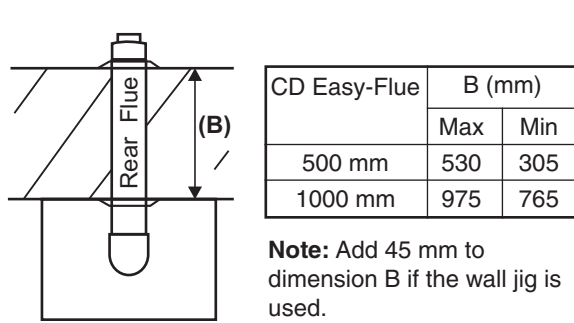 Rear Flue
(B)
CD Easy-Flue B (mm)
Max Min
500 mm 530 305
1000 mm 975 765
Note: Add 45 mm to
dimension B if the wall jig is
used.